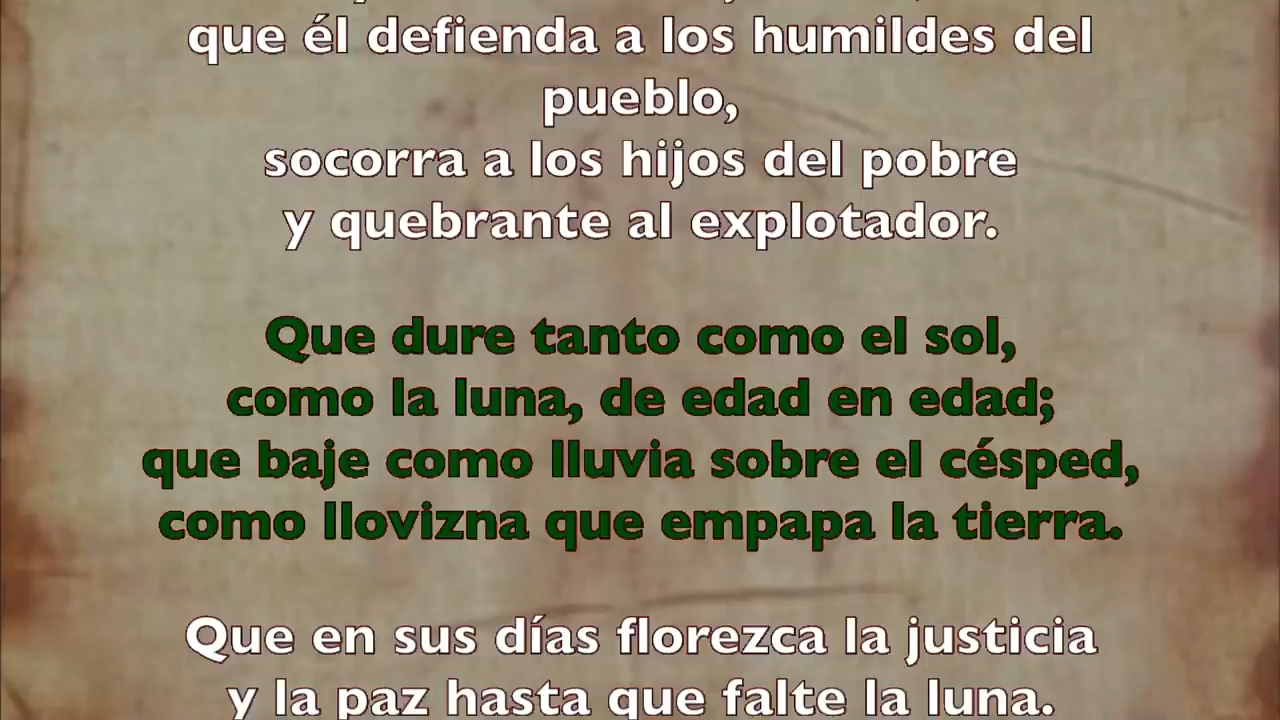 que él defienda a los humildes del
pueblo,
socorra a los hijos del pobre
y quebrante al explotador.
Que dure tanto como el sol,
como la luna, de edad en edad;
que baje como lluvia sobre el césped,
como llovizna que empapa la tierra.
Que en sus días florezca la justicia
y la paz hasta que falte la luna.